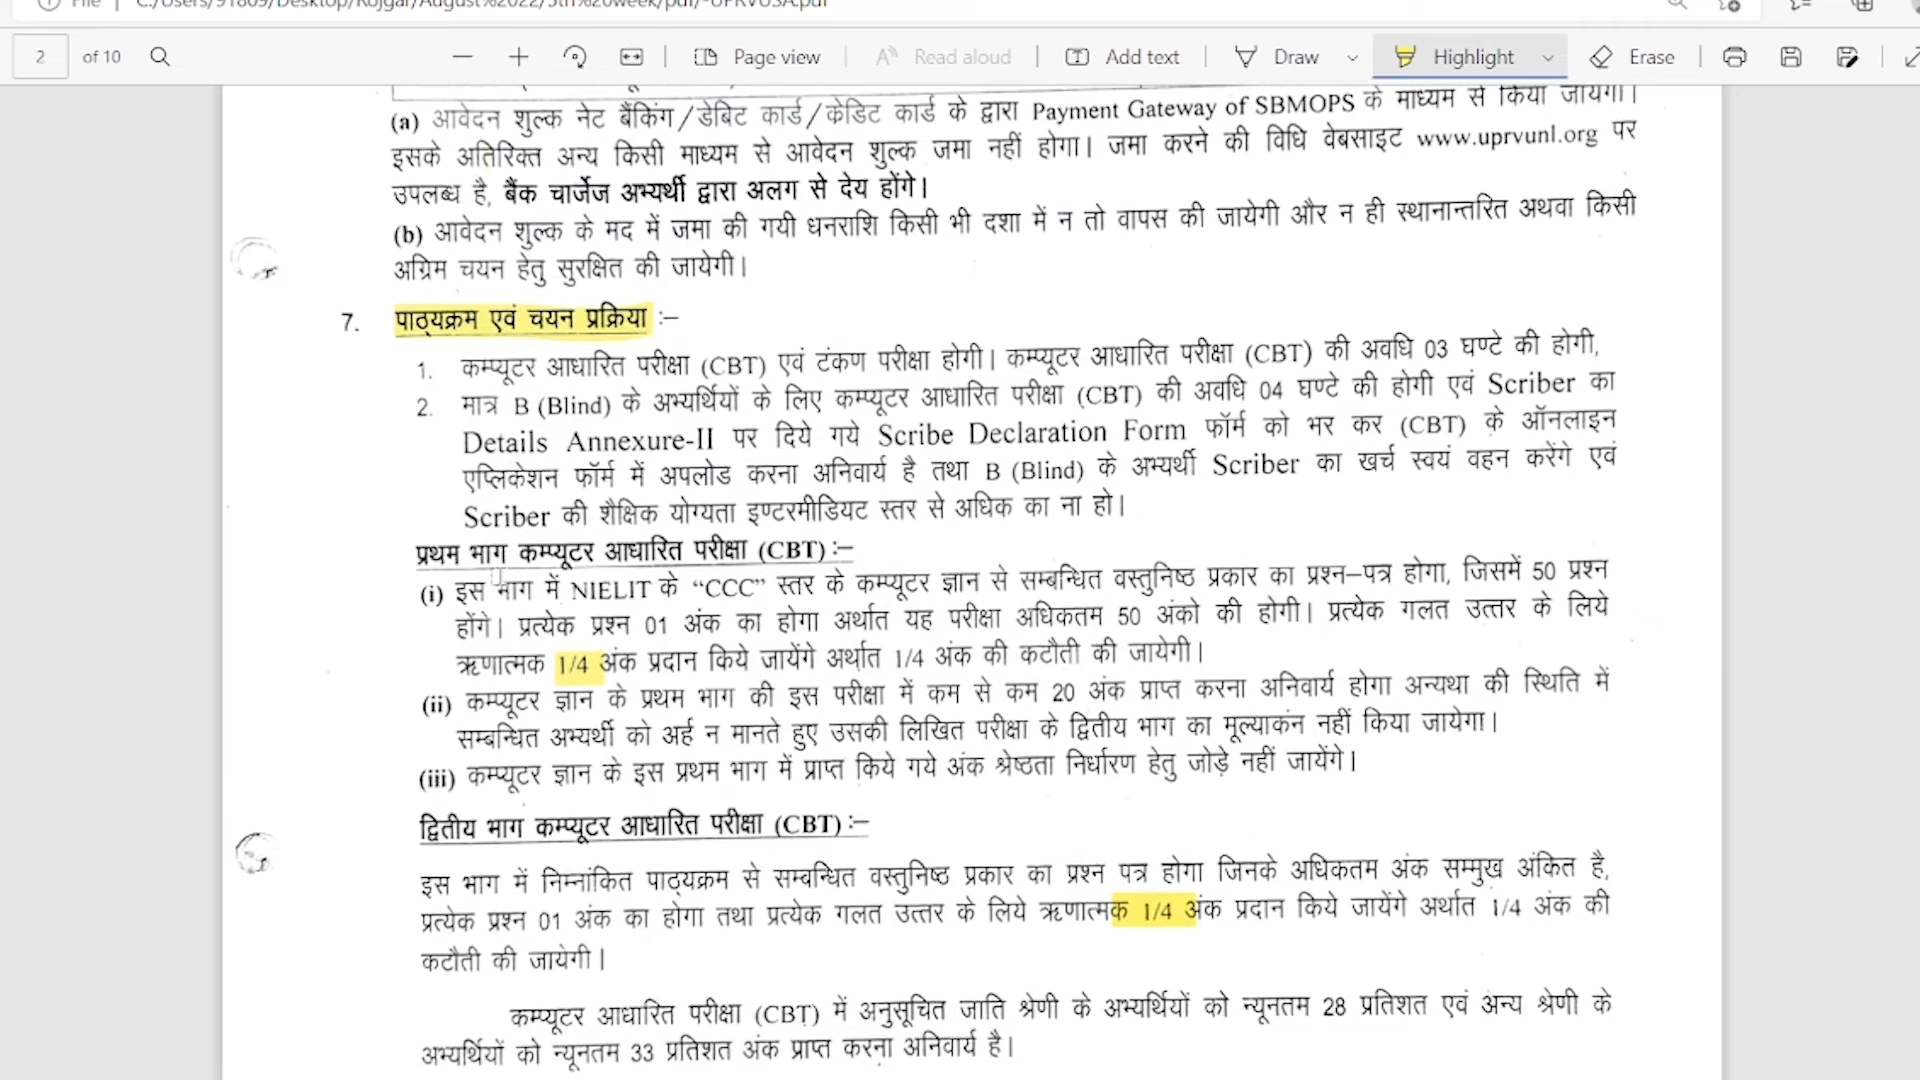 File | C:/Users/91809/Desktop/Rojgar/August%2022/5th%20week/pdf/-UPRVUSA.pdf
2 of 10 Page view Read aloud Add text Draw Highlight Erase
(a) आवेदन शुल्क नेट बैंकिंग/डेबिट कार्ड/क्रेडिट कार्ड के द्वारा Payment Gateway of SBMOPS के माध्यम से किया जायेगा।
इसके अतिरिक्त अन्य किसी माध्यम से आवेदन शुल्क जमा नहीं होगा। जमा करने की विधि वेबसाइट www.uprvunl.org पर
उपलब्ध है, बैंक चार्जेज अभ्यर्थी द्वारा अलग से देय होंगे।
(b) आवेदन शुल्क के मद में जमा की गयी धनराशि किसी भी दशा में न तो वापस की जायेगी और न ही स्थानान्तरित अथवा किसी
अग्रिम चयन हेतु सुरक्षित की जायेगी।
7. पाठ्यक्रम एवं चयन प्रक्रिया :–
1. कम्प्यूटर आधारित परीक्षा (CBT) एवं टंकण परीक्षा होगी। कम्प्यूटर आधारित परीक्षा (CBT) की अवधि 03 घण्टे की होगी,
2. मात्र B (Blind) के अभ्यर्थियों के लिए कम्प्यूटर आधारित परीक्षा (CBT) की अवधि 04 घण्टे की होगी एवं Scriber का
Details Annexure-II पर दिये गये Scribe Declaration Form फॉर्म को भर कर (CBT) के ऑनलाइन
एप्लिकेशन फॉर्म में अपलोड करना अनिवार्य है तथा B (Blind) के अभ्यर्थी Scriber का खर्च स्वयं वहन करेंगे एवं
Scriber की शैक्षिक योग्यता इण्टरमीडियट स्तर से अधिक का ना हो।
प्रथम भाग कम्प्यूटर आधारित परीक्षा (CBT) :–
(i) इस भाग में NIELIT के “CCC” स्तर के कम्प्यूटर ज्ञान से सम्बन्धित वस्तुनिष्ठ प्रकार का प्रश्न–पत्र होगा, जिसमें 50 प्रश्न
होंगे। प्रत्येक प्रश्न 01 अंक का होगा अर्थात यह परीक्षा अधिकतम 50 अंको की होगी। प्रत्येक गलत उत्तर के लिये
ऋणात्मक 1/4 अंक प्रदान किये जायेंगे अर्थात 1/4 अंक की कटौती की जायेगी।
(ii) कम्प्यूटर ज्ञान के प्रथम भाग की इस परीक्षा में कम से कम 20 अंक प्राप्त करना अनिवार्य होगा अन्यथा की स्थिति में
सम्बन्धित अभ्यर्थी को अर्ह न मानते हुए उसकी लिखित परीक्षा के द्वितीय भाग का मूल्याकंन नहीं किया जायेगा।
(iii) कम्प्यूटर ज्ञान के इस प्रथम भाग में प्राप्त किये गये अंक श्रेष्ठता निर्धारण हेतु जोड़े नहीं जायेंगे।
द्वितीय भाग कम्प्यूटर आधारित परीक्षा (CBT) :–
इस भाग में निम्नांकित पाठ्यक्रम से सम्बन्धित वस्तुनिष्ठ प्रकार का प्रश्न पत्र होगा जिनके अधिकतम अंक सम्मुख अंकित है,
प्रत्येक प्रश्न 01 अंक का होगा तथा प्रत्येक गलत उत्तर के लिये ऋणात्मक 1/4 अंक प्रदान किये जायेंगे अर्थात 1/4 अंक की
कटौती की जायेगी।
कम्प्यूटर आधारित परीक्षा (CBT) में अनुसूचित जाति श्रेणी के अभ्यर्थियों को न्यूनतम 28 प्रतिशत एवं अन्य श्रेणी के
अभ्यर्थियों को न्यूनतम 33 प्रतिशत अंक प्राप्त करना अनिवार्य है।